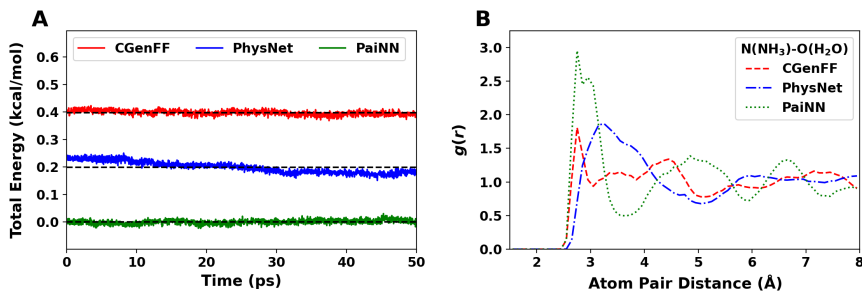 A
CGenFF PhysNet PaiNN
Total Energy (kcal/mol)
0.6
0.5
0.4
0.3
0.2
0.1
0.0
0 10 20 30 40 50
Time (ps)
B
N(NH₃)-O(H₂O)
CGenFF
PhysNet
PaiNN
g(r)
3.0
2.5
2.0
1.5
1.0
0.5
0.0
2 3 4 5 6 7 8
Atom Pair Distance (Å)